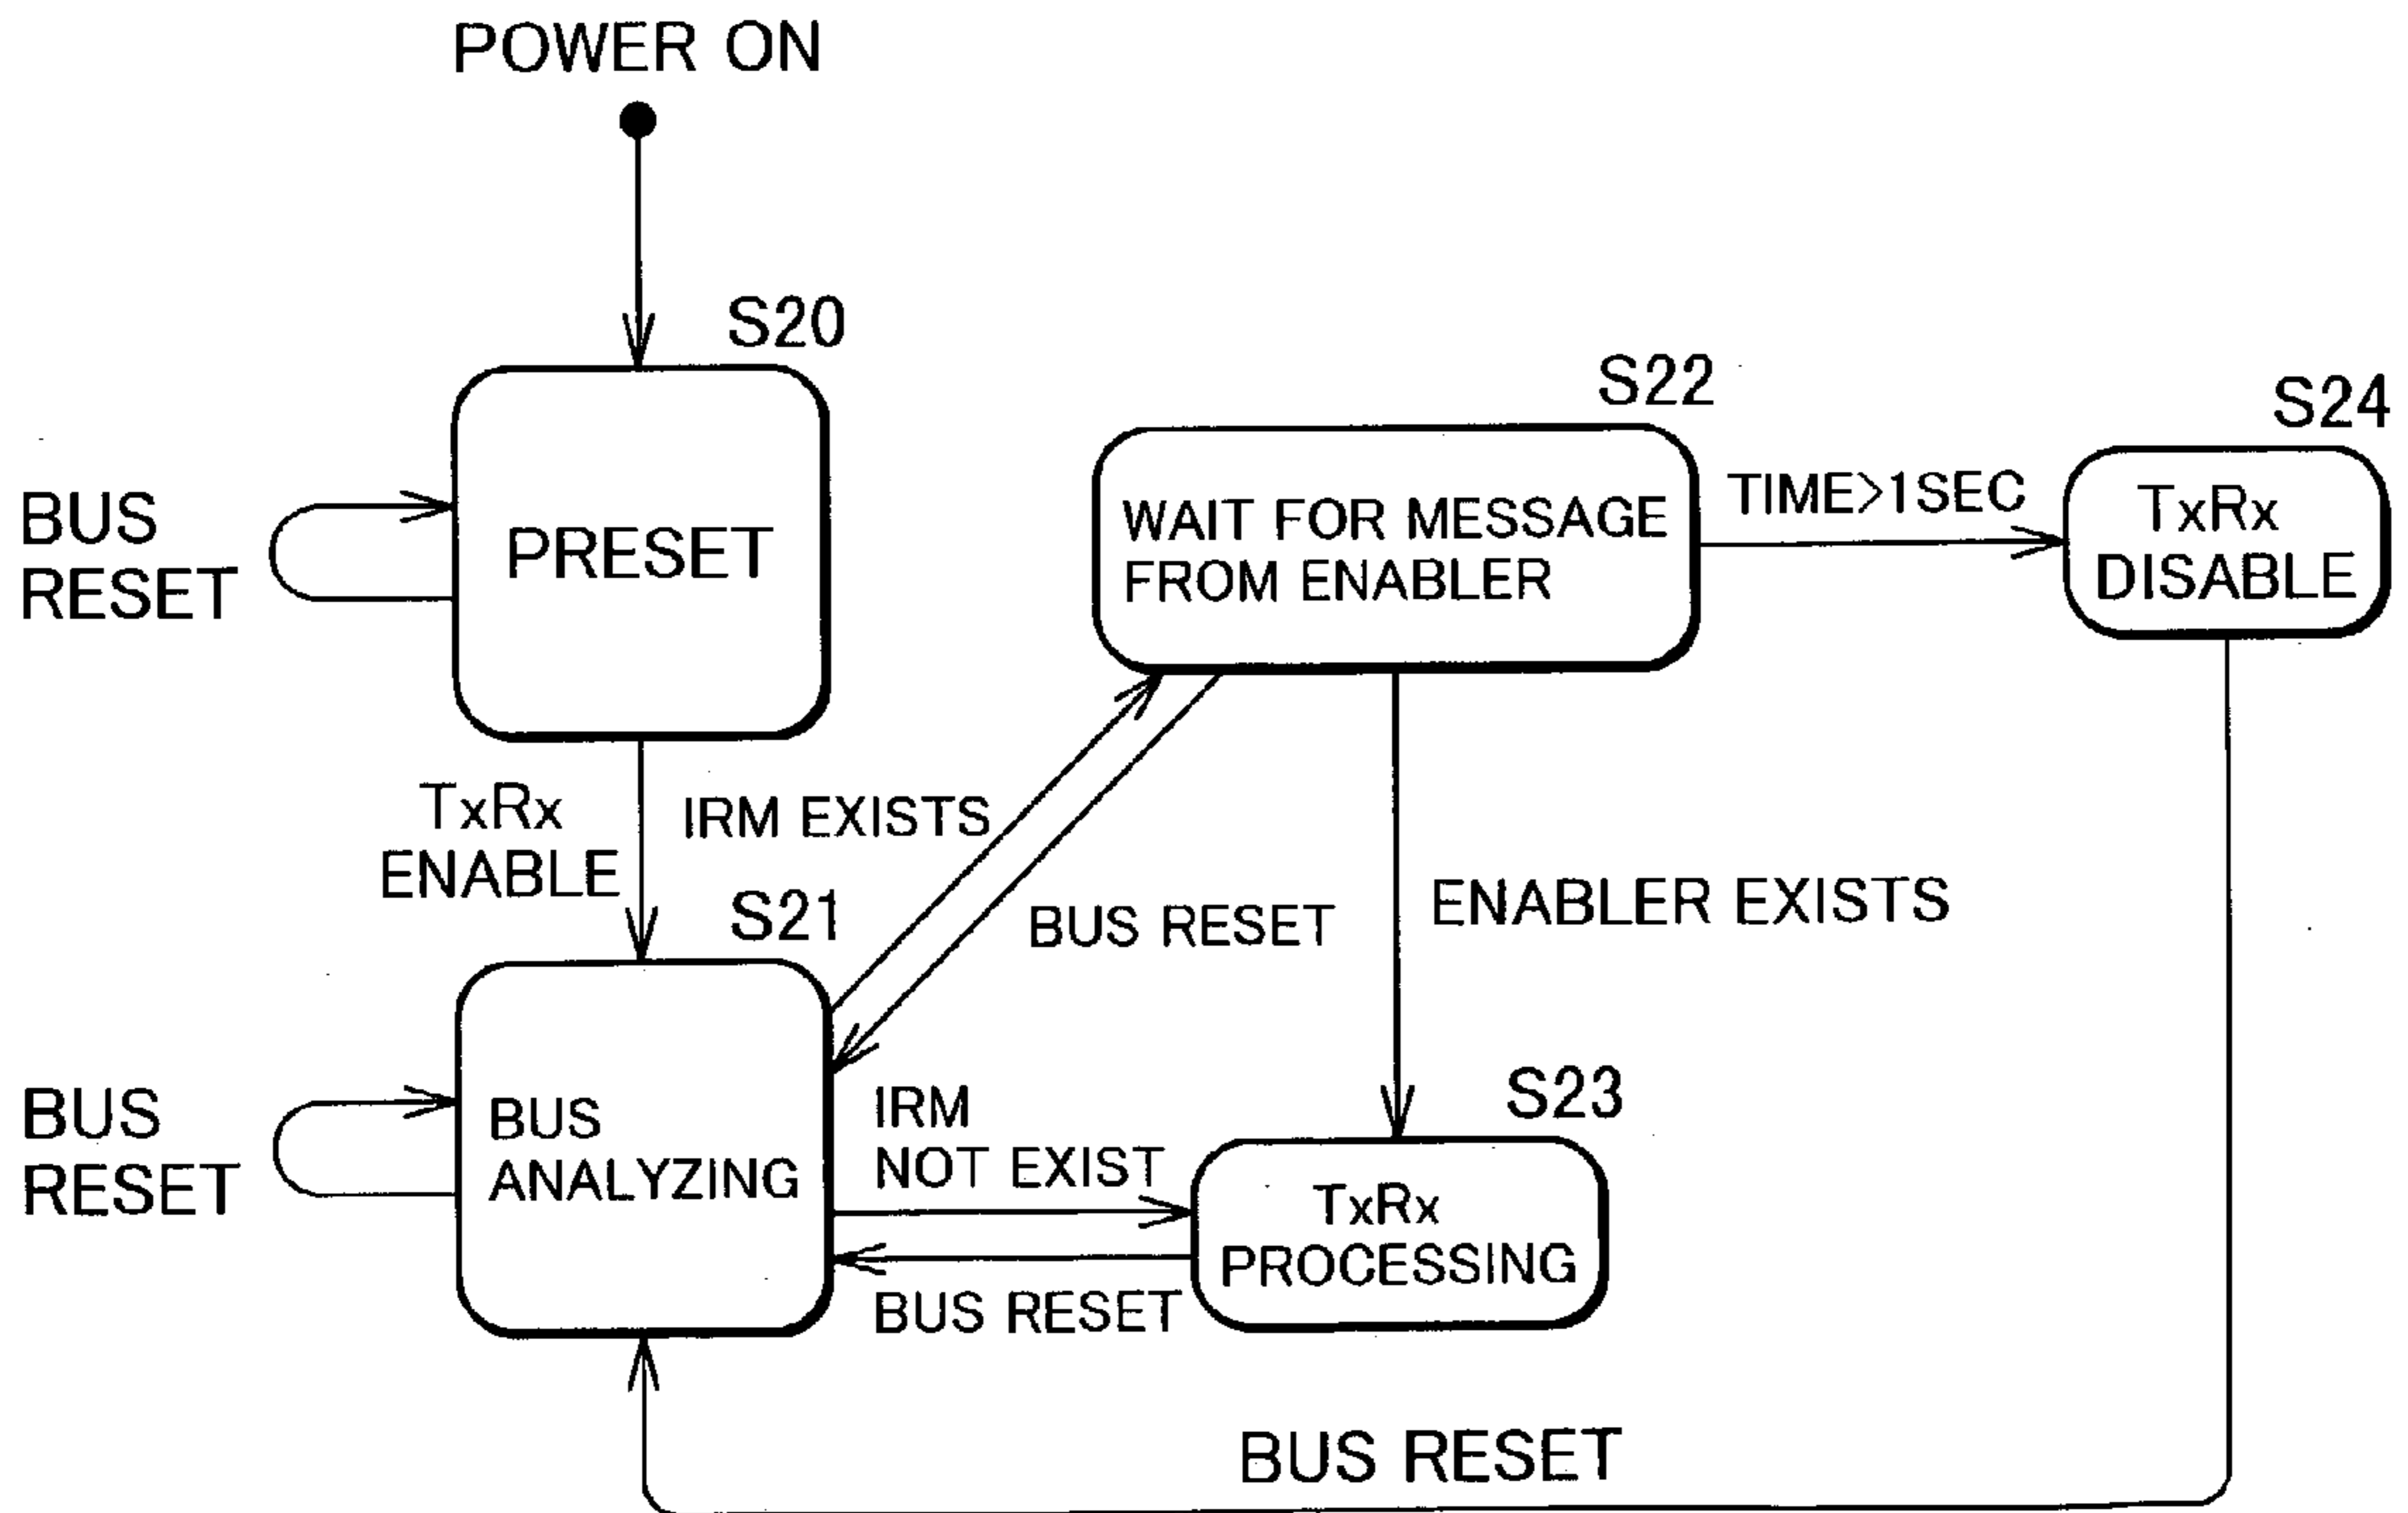 POWER ON
S20
PRESET
BUS
RESET
S22
WAIT FOR MESSAGE
FROM ENABLER
TIME>1SEC
S24
TxRx
DISABLE
TxRx
ENABLE
IRM EXISTS
BUS RESET
ENABLER EXISTS
S21
BUS
ANALYZING
BUS
RESET
IRM
NOT EXIST
BUS RESET
S23
TxRx
PROCESSING
BUS RESET